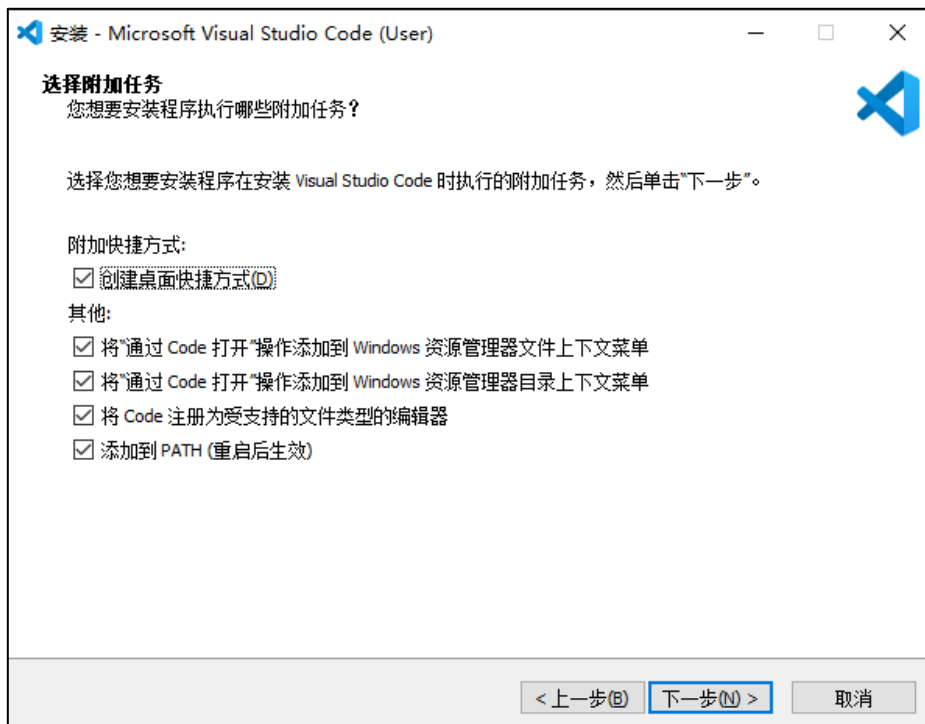 安装 - Microsoft Visual Studio Code (User)
选择附加任务
您想要安装程序执行哪些附加任务？
选择您想要安装程序在安装 Visual Studio Code 时执行的附加任务，然后单击“下一步”。
附加快捷方式:
创建桌面快捷方式(D)
其他:
将“通过 Code 打开”操作添加到 Windows 资源管理器文件上下文菜单
将“通过 Code 打开”操作添加到 Windows 资源管理器目录上下文菜单
将 Code 注册为受支持的文件类型的编辑器
添加到 PATH (重启后生效)
< 上一步(B) 下一步(N) > 取消